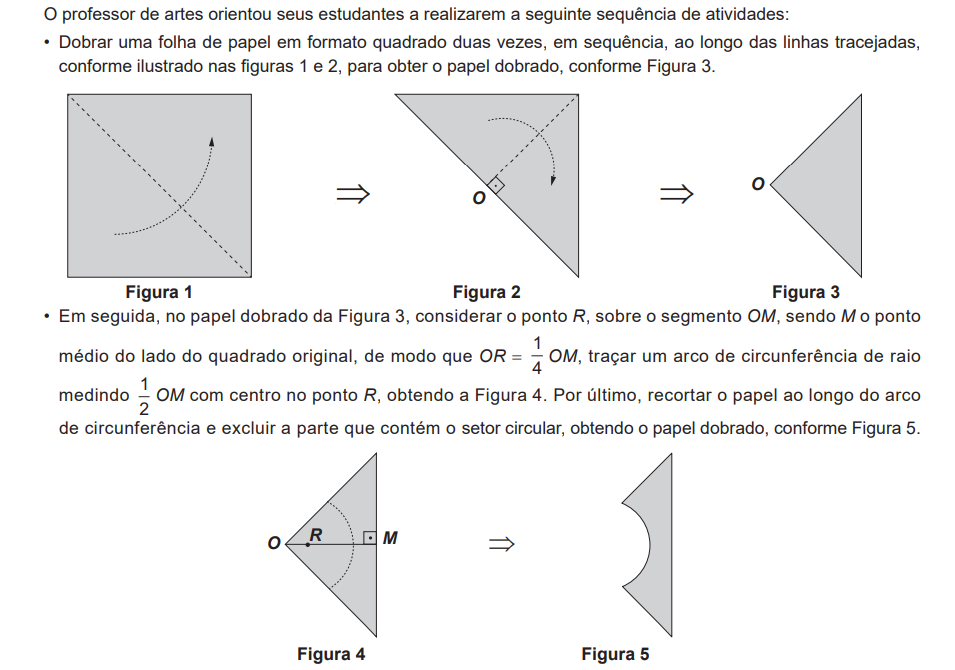 O professor de artes orientou seus estudantes a realizarem a seguinte sequência de atividades:
• Dobrar uma folha de papel em formato quadrado duas vezes, em sequência, ao longo das linhas tracejadas,
conforme ilustrado nas figuras 1 e 2, para obter o papel dobrado, conforme Figura 3.
⇒ O ⇒ O
Figura 1 Figura 2 Figura 3
• Em seguida, no papel dobrado da Figura 3, considerar o ponto R, sobre o segmento OM, sendo M o ponto
médio do lado do quadrado original, de modo que OR = 1/4 OM, traçar um arco de circunferência de raio
medindo 1/2 OM com centro no ponto R, obtendo a Figura 4. Por último, recortar o papel ao longo do arco
de circunferência e excluir a parte que contém o setor circular, obtendo o papel dobrado, conforme Figura 5.
O R M ⇒
Figura 4 Figura 5